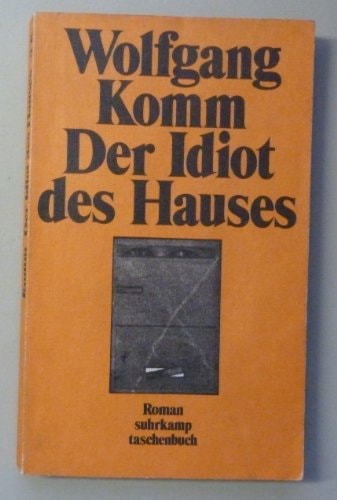 Wolfgang
Komm
Der Idiot
des Hauses
Roman
suhrkamp
taschenbuch